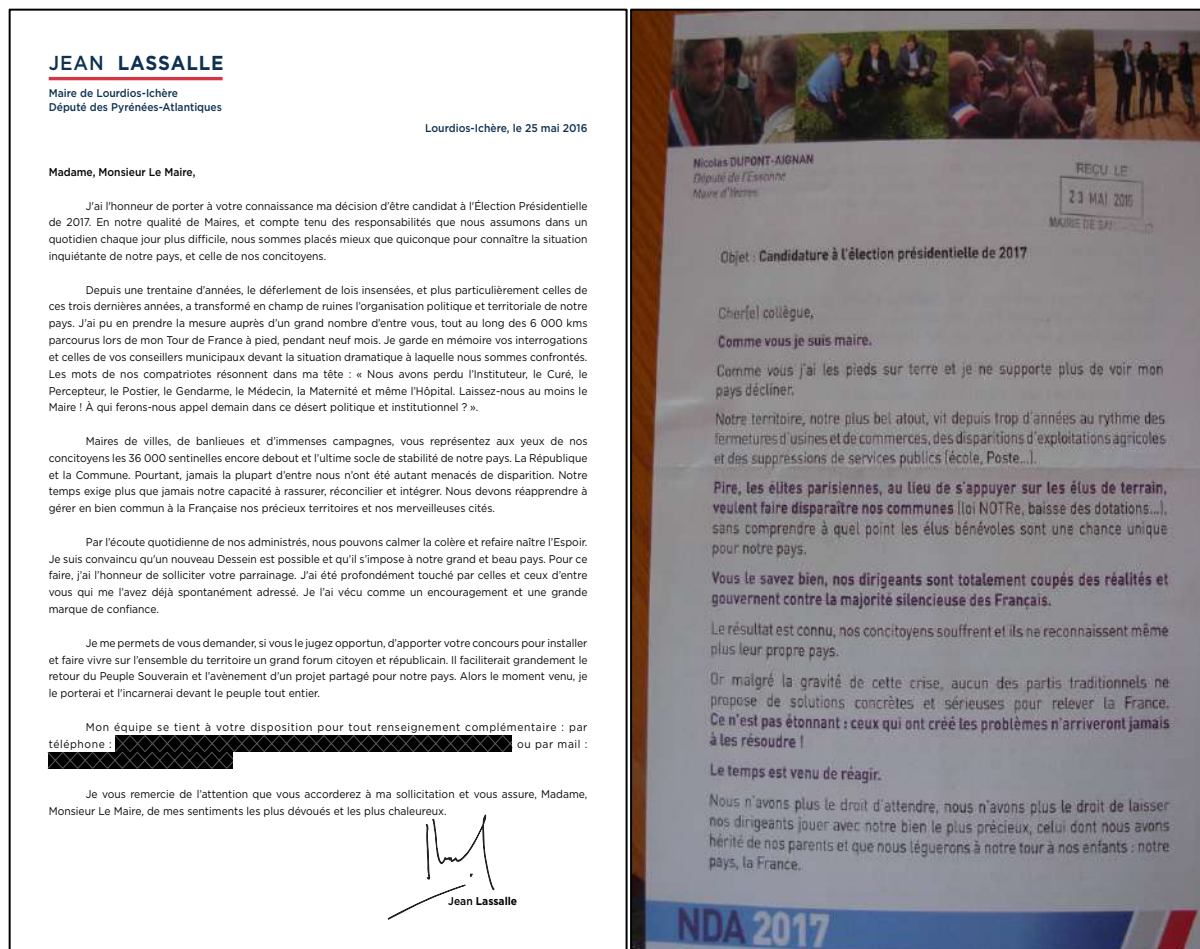 JEAN LASSALLE
Maire de Lourdios-Ichère
Député des Pyrénées-Atlantiques
Lourdios-Ichère, le 25 mai 2016
Madame, Monsieur Le Maire,
J'ai l'honneur de porter à votre connaissance ma décision d'être candidat à l'Élection Présidentielle
de 2017. En notre qualité de Maires, et compte tenu des responsabilités que nous assumons dans un
quotidien chaque jour plus difficile, nous sommes placés mieux que quiconque pour connaître la situation
inquiétante de notre pays, et celle de nos concitoyens.
Depuis une trentaine d'années, le déferlement de lois insensées, et plus particulièrement celles de
ces trois dernières années, a transformé en champ de ruines l'organisation politique et territoriale de notre
pays. J'ai pu en prendre la mesure auprès d'un grand nombre d'entre vous, tout au long des 6 000 kms
parcourus lors de mon Tour de France à pied, pendant neuf mois. Je garde en mémoire vos interrogations
et celles de vos conseillers municipaux devant la situation dramatique à laquelle nous sommes confrontés.
Les mots de nos compatriotes résonnent dans ma tête : « Nous avons perdu l'Instituteur, le Curé, le
Percepteur, le Postier, le Gendarme, le Médecin, la Maternité et même l'Hôpital. Laissez-nous au moins le
Maire ! À qui ferons-nous appel demain dans ce désert politique et institutionnel ? ».
Maires de villes, de banlieues et d'immenses campagnes, vous représentez aux yeux de nos
concitoyens les 36 000 sentinelles encore debout et l'ultime socle de stabilité de notre pays. La République
et la Commune. Pourtant, jamais la plupart d'entre nous n'ont été autant menacés de disparition. Notre
temps exige plus que jamais notre capacité à rassurer, réconcilier et intégrer. Nous devons réapprendre à
gérer en bien commun à la Française nos précieux territoires et nos merveilleuses cités.
Par l'écoute quotidienne de nos administrés, nous pouvons calmer la colère et refaire naître l'Espoir.
Je suis convaincu qu'un nouveau Dessein est possible et qu'il s'impose à notre grand et beau pays. Pour ce
faire, j'ai l'honneur de solliciter votre parrainage. J'ai été profondément touché par celles et ceux d'entre
vous qui me l'avez déjà spontanément adressé. Je l'ai vécu comme un encouragement et une grande
marque de confiance.
Je me permets de vous demander, si vous le jugez opportun, d'apporter votre concours pour installer
et faire vivre sur l'ensemble du territoire un grand forum citoyen et républicain. Il faciliterait grandement le
retour du Peuple Souverain et l'avènement d'un projet partagé pour notre pays. Alors le moment venu, je
le porterai et l'incarnerai devant le peuple tout entier.
Mon équipe se tient à votre disposition pour tout renseignement complémentaire : par
téléphone : ou par mail :
Je vous remercie de l'attention que vous accorderez à ma sollicitation et vous assure, Madame,
Monsieur Le Maire, de mes sentiments les plus dévoués et les plus chaleureux.
Jean Lassalle
Nicolas DUPONT-AIGNAN
Député de l'Essonne
Maire d'Yerres
REÇU LE
23 MAI 2016
MAIRIE DE
Objet : Candidature à l'élection présidentielle de 2017
Cher(e) collègue,
Comme vous je suis maire.
Comme vous j'ai les pieds sur terre et je ne supporte plus de voir mon
pays décliner.
Notre territoire, notre plus bel atout, vit depuis trop d'années au rythme des
fermetures d'usines et de commerces, des disparitions d'exploitations agricoles
et des suppressions de services publics (école, Poste...).
Pire, les élites parisiennes, au lieu de s'appuyer sur les élus de terrain,
veulent faire disparaître nos communes (loi NOTRe, baisse des dotations...),
sans comprendre à quel point les élus bénévoles sont une chance unique
pour notre pays.
Vous le savez bien, nos dirigeants sont totalement coupés des réalités et
gouvernent contre la majorité silencieuse des Français.
Le résultat est connu, nos concitoyens souffrent et ils ne reconnaissent même
plus leur propre pays.
Or malgré la gravité de cette crise, aucun des partis traditionnels ne
propose de solutions concrètes et sérieuses pour relever la France.
Ce n'est pas étonnant : ceux qui ont créé les problèmes n'arriveront jamais
à les résoudre !
Le temps est venu de réagir.
Nous n'avons plus le droit d'attendre, nous n'avons plus le droit de laisser
nos dirigeants jouer avec notre bien le plus précieux, celui dont nous avons
hérité de nos parents et que nous léguerons à notre tour à nos enfants : notre
pays, la France.
NDA 2017